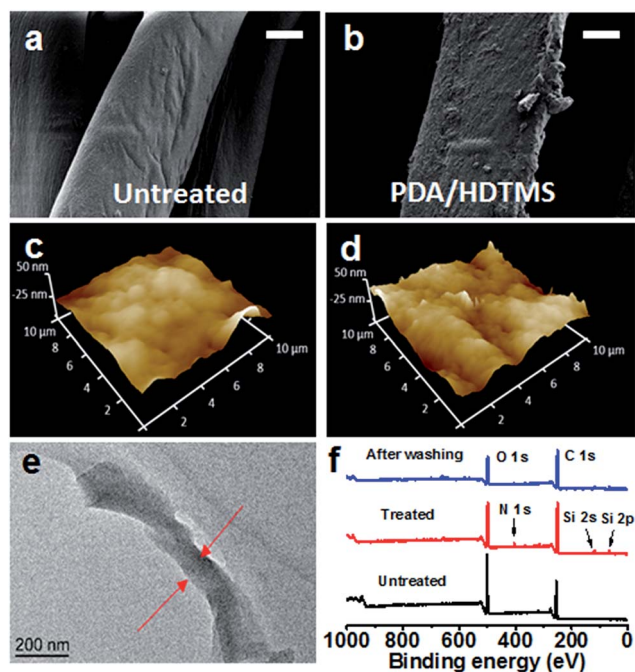 a
b
Untreated
PDA/HDTMS
c
d
50 nm
-25 nm
10 µm
8
6
4
2
2
4
6
8
10 µm
50 nm
-25 nm
10 µm
8
6
4
2
2
4
6
8
10 µm
e
200 nm
f
After washing
O 1s
C 1s
Treated
N 1s
Si 2s
Si 2p
Untreated
1000
800
600
400
200
0
Binding energy (eV)